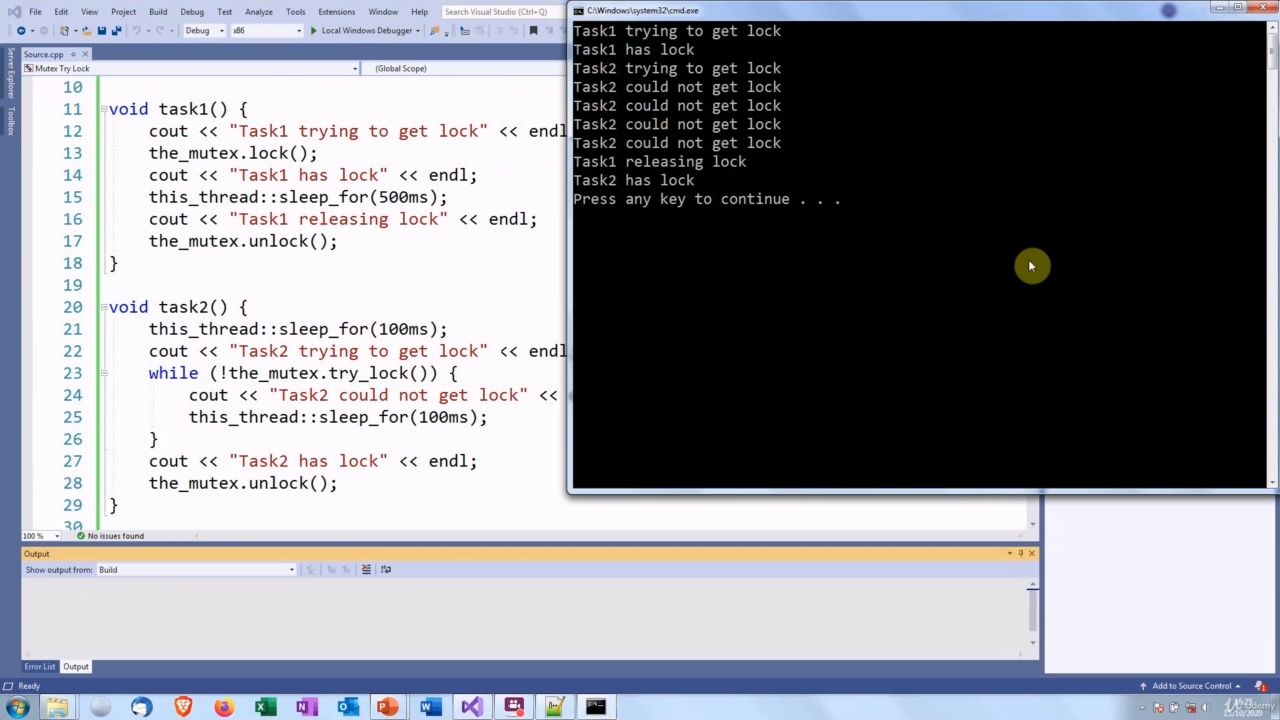 File Edit View Project Build Debug Test Analyze Tools Extensions Window Help Search Visual Studio (Ctrl+Q)
Debug x86 Local Windows Debugger
Source.cpp
Mutex Try Lock (Global Scope)
Server Explorer
Toolbox
10
11 void task1() {
12 cout << "Task1 trying to get lock" << endl
13 the_mutex.lock();
14 cout << "Task1 has lock" << endl;
15 this_thread::sleep_for(500ms);
16 cout << "Task1 releasing lock" << endl;
17 the_mutex.unlock();
18 }
19
20 void task2() {
21 this_thread::sleep_for(100ms);
22 cout << "Task2 trying to get lock" << endl
23 while (!the_mutex.try_lock()) {
24 cout << "Task2 could not get lock" <<
25 this_thread::sleep_for(100ms);
26 }
27 cout << "Task2 has lock" << endl;
28 the_mutex.unlock();
29 }
30
100 % No issues found
C:\Windows\system32\cmd.exe
Task1 trying to get lock
Task1 has lock
Task2 trying to get lock
Task2 could not get lock
Task2 could not get lock
Task2 could not get lock
Task2 could not get lock
Task1 releasing lock
Task2 has lock
Press any key to continue . . .
Output
Show output from: Build
Error List Output
Ready Add to Source Control 1
Udemy
15/10/2020